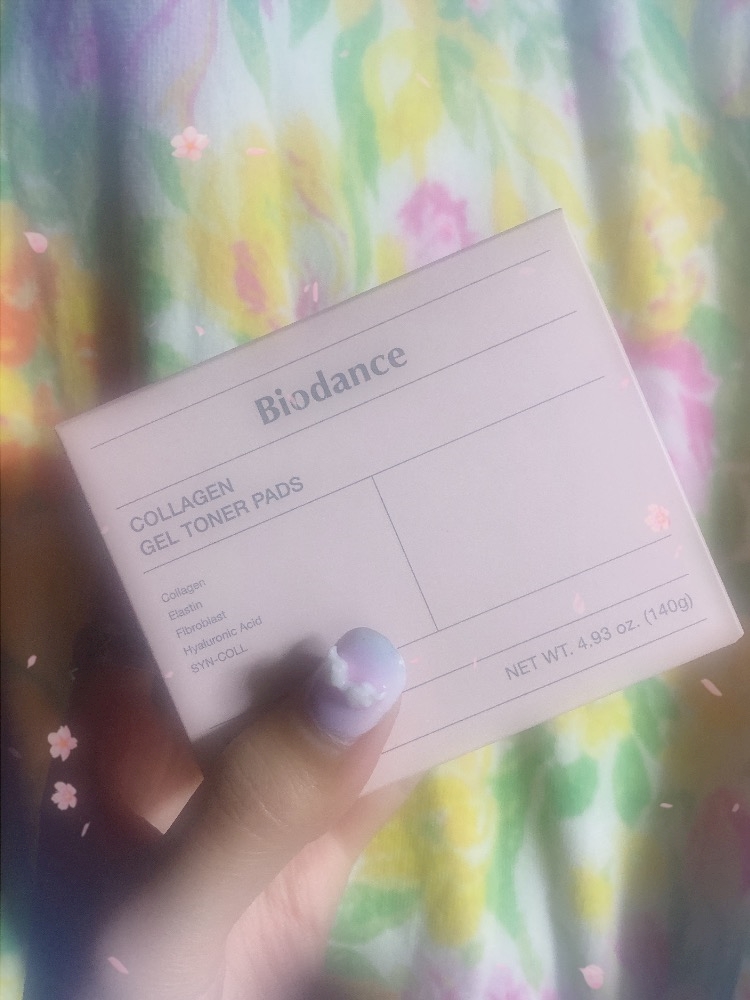 Biodance
COLLAGEN
GEL TONER PADS
Collagen
Elastin
Fibroblast
Hyaluronic Acid
SYN-COLL
NET WT. 4.93 oz. (140g)